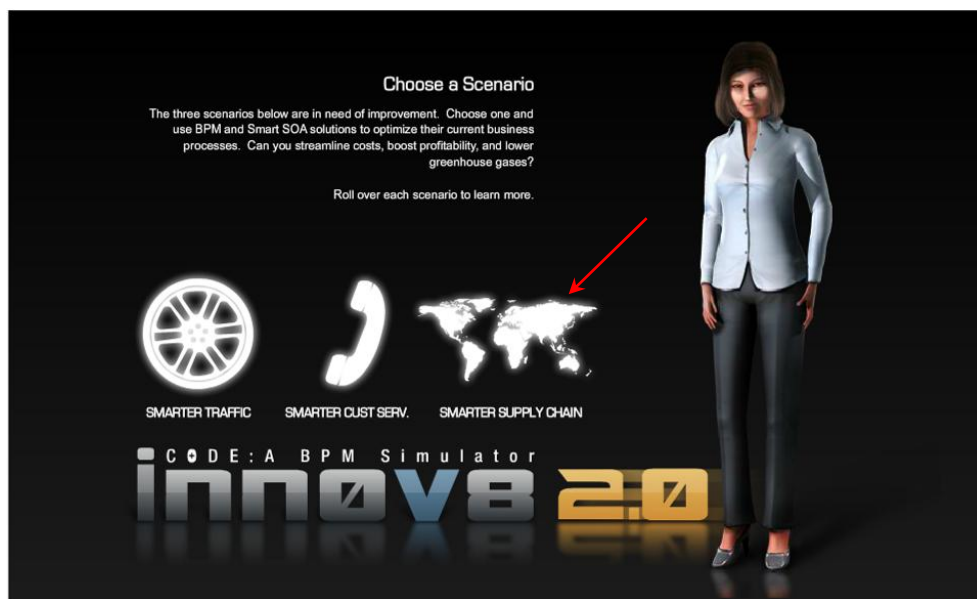 Choose a Scenario
The three scenarios below are in need of improvement. Choose one and
use BPM and Smart SOA solutions to optimize their current business
processes. Can you streamline costs, boost profitability, and lower
greenhouse gases?
Roll over each scenario to learn more.
SMARTER TRAFFIC SMARTER CUST SERV. SMARTER SUPPLY CHAIN
CODE:A BPM Simulator
innov8 2.0